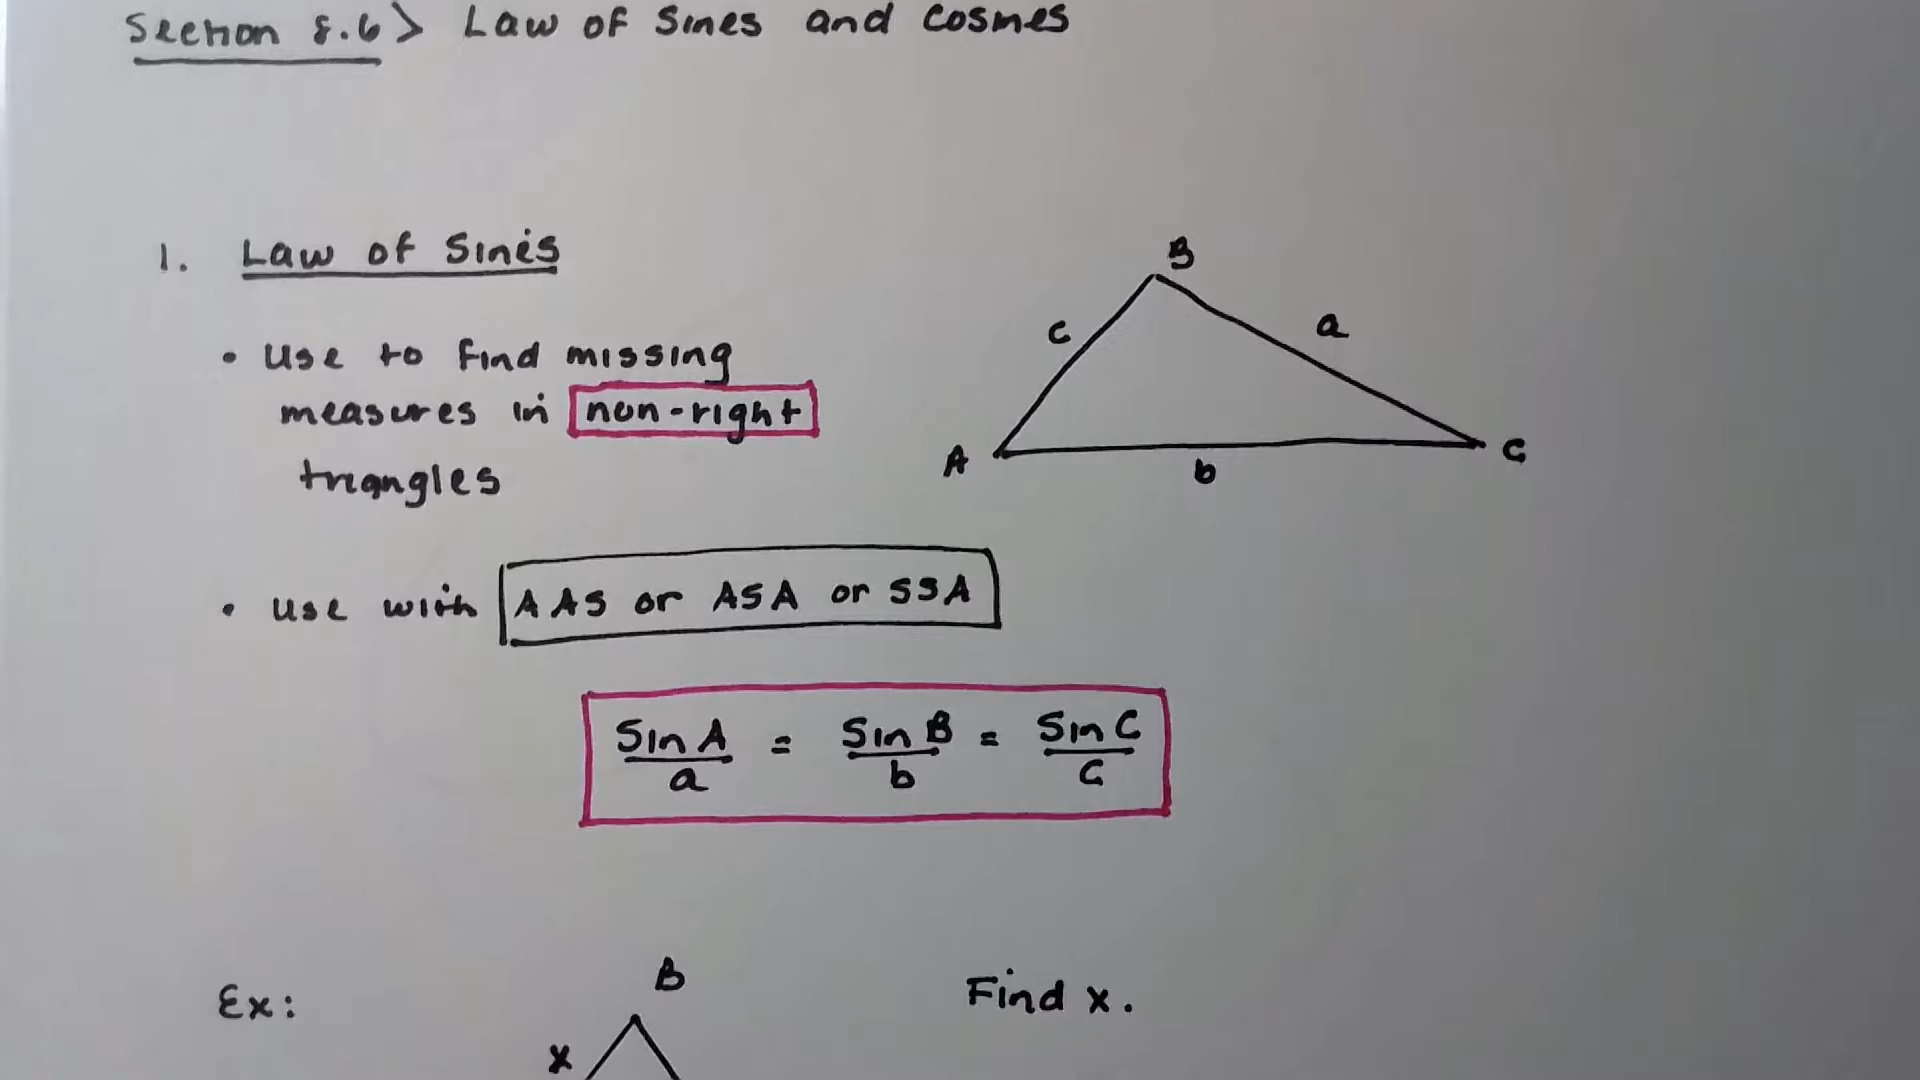 Section 8.6> Law of Sines and Cosines
1. Law of Sines
• Use to find missing
measures in non-right
triangles
• Use with AAS or ASA or SSA
Sin A / a = Sin B / b = Sin C / c
B
c
a
A
b
C
Ex:
B
Find x.
x